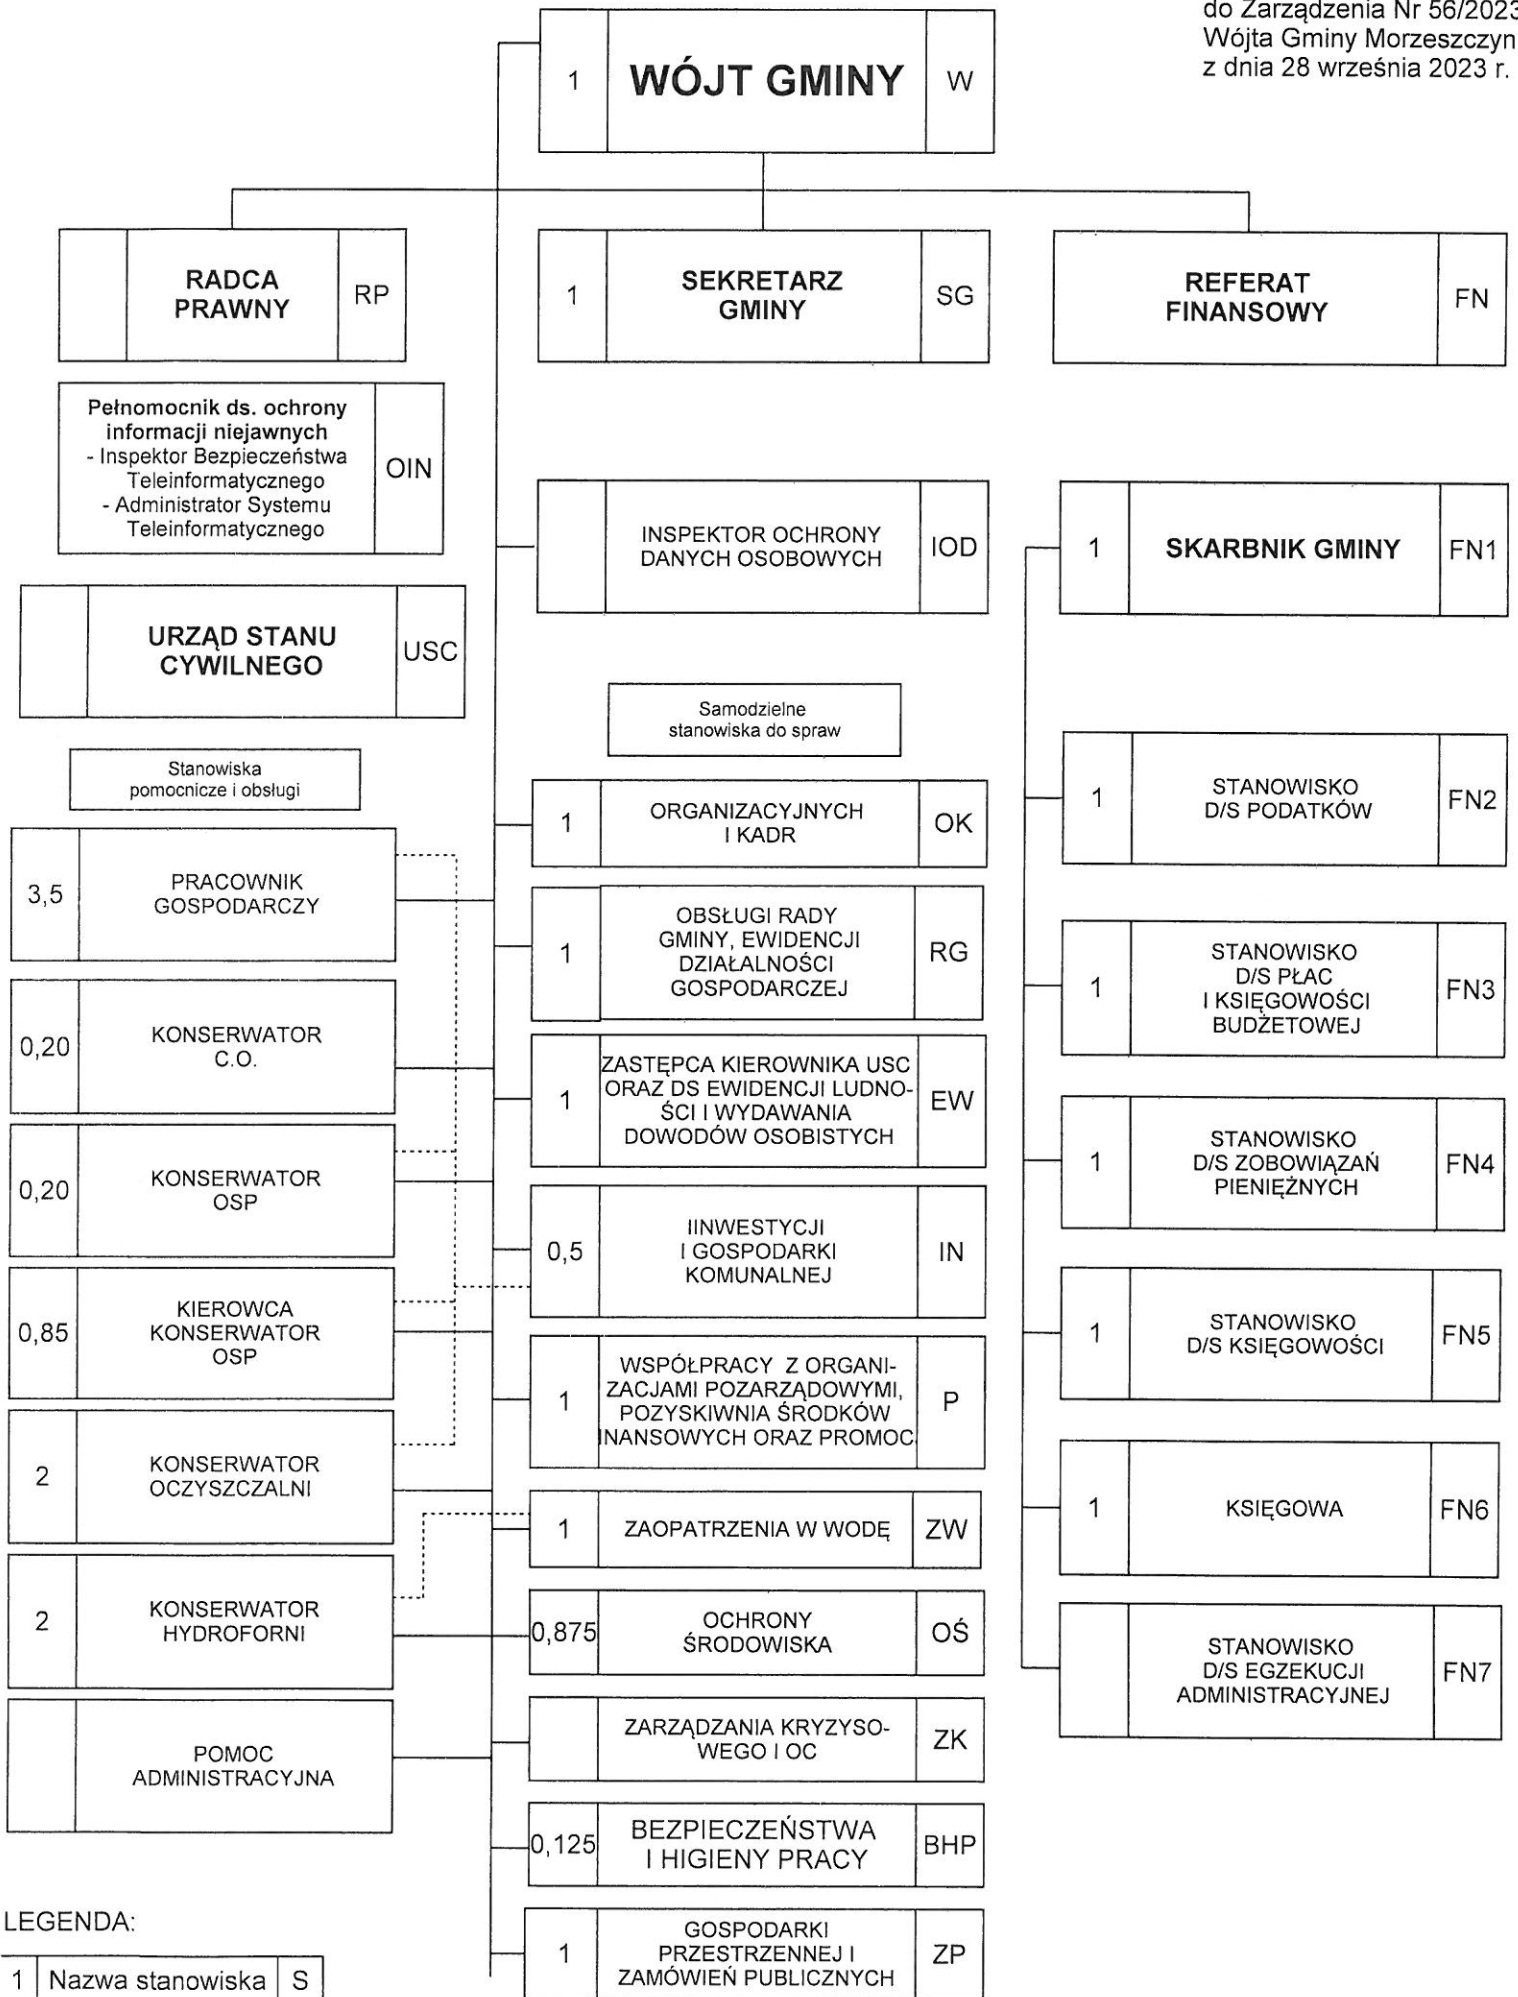 do Zarządzenia Nr 56/2023
Wójta Gminy Morzeszczyn
z dnia 28 września 2023 r.
1 WÓJT GMINY W
RADCA
PRAWNY
RP
1
SEKRETARZ
GMINY
SG
REFERAT
FINANSOWY
FN
Pełnomocnik ds. ochrony
informacji niejawnych
- Inspektor Bezpieczeństwa
Teleinformatycznego
- Administrator Systemu
Teleinformatycznego
OIN
INSPEKTOR OCHRONY
DANYCH OSOBOWYCH
IOD
1 SKARBNIK GMINY FN1
URZĄD STANU
CYWILNEGO
USC
Stanowiska
pomocnicze i obsługi
3,5
PRACOWNIK
GOSPODARCZY
0,20
KONSERWATOR
C.O.
0,20
KONSERWATOR
OSP
0,85
KIEROWCA
KONSERWATOR
OSP
2
KONSERWATOR
OCZYSZCZALNI
2
KONSERWATOR
HYDROFORNI
POMOC
ADMINISTRACYJNA
Samodzielne
stanowiska do spraw
1
ORGANIZACYJNYCH
I KADR
OK
1
OBSŁUGI RADY
GMINY, EWIDENCJI
DZIAŁALNOŚCI
GOSPODARCZEJ
RG
1
ZASTĘPCA KIEROWNIKA USC
ORAZ DS EWIDENCJI LUDNO-
ŚCI I WYDAWANIA
DOWODÓW OSOBISTYCH
EW
0,5
IINWESTYCJI
I GOSPODARKI
KOMUNALNEJ
IN
1
WSPÓŁPRACY Z ORGANI-
ZACJAMI POZARZĄDOWYMI,
POZYSKIWNIA ŚRODKÓW
INANSOWYCH ORAZ PROMOC
P
1 ZAOPATRZENIA W WODĘ ZW
0,875
OCHRONY
ŚRODOWISKA
OŚ
ZARZĄDZANIA KRYZYSO-
WEGO I OC
ZK
0,125
BEZPIECZEŃSTWA
I HIGIENY PRACY
BHP
1
GOSPODARKI
PRZESTRZENNEJ I
ZAMÓWIEŃ PUBLICZNYCH
ZP
1
STANOWISKO
D/S PODATKÓW
FN2
1
STANOWISKO
D/S PŁAC
I KSIĘGOWOŚCI
BUDŻETOWEJ
FN3
1
STANOWISKO
D/S ZOBOWIĄZAŃ
PIENIĘŻNYCH
FN4
1
STANOWISKO
D/S KSIĘGOWOŚCI
FN5
1 KSIĘGOWA FN6
STANOWISKO
D/S EGZEKUCJI
ADMINISTRACYJNEJ
FN7
LEGENDA:
1 Nazwa stanowiska S